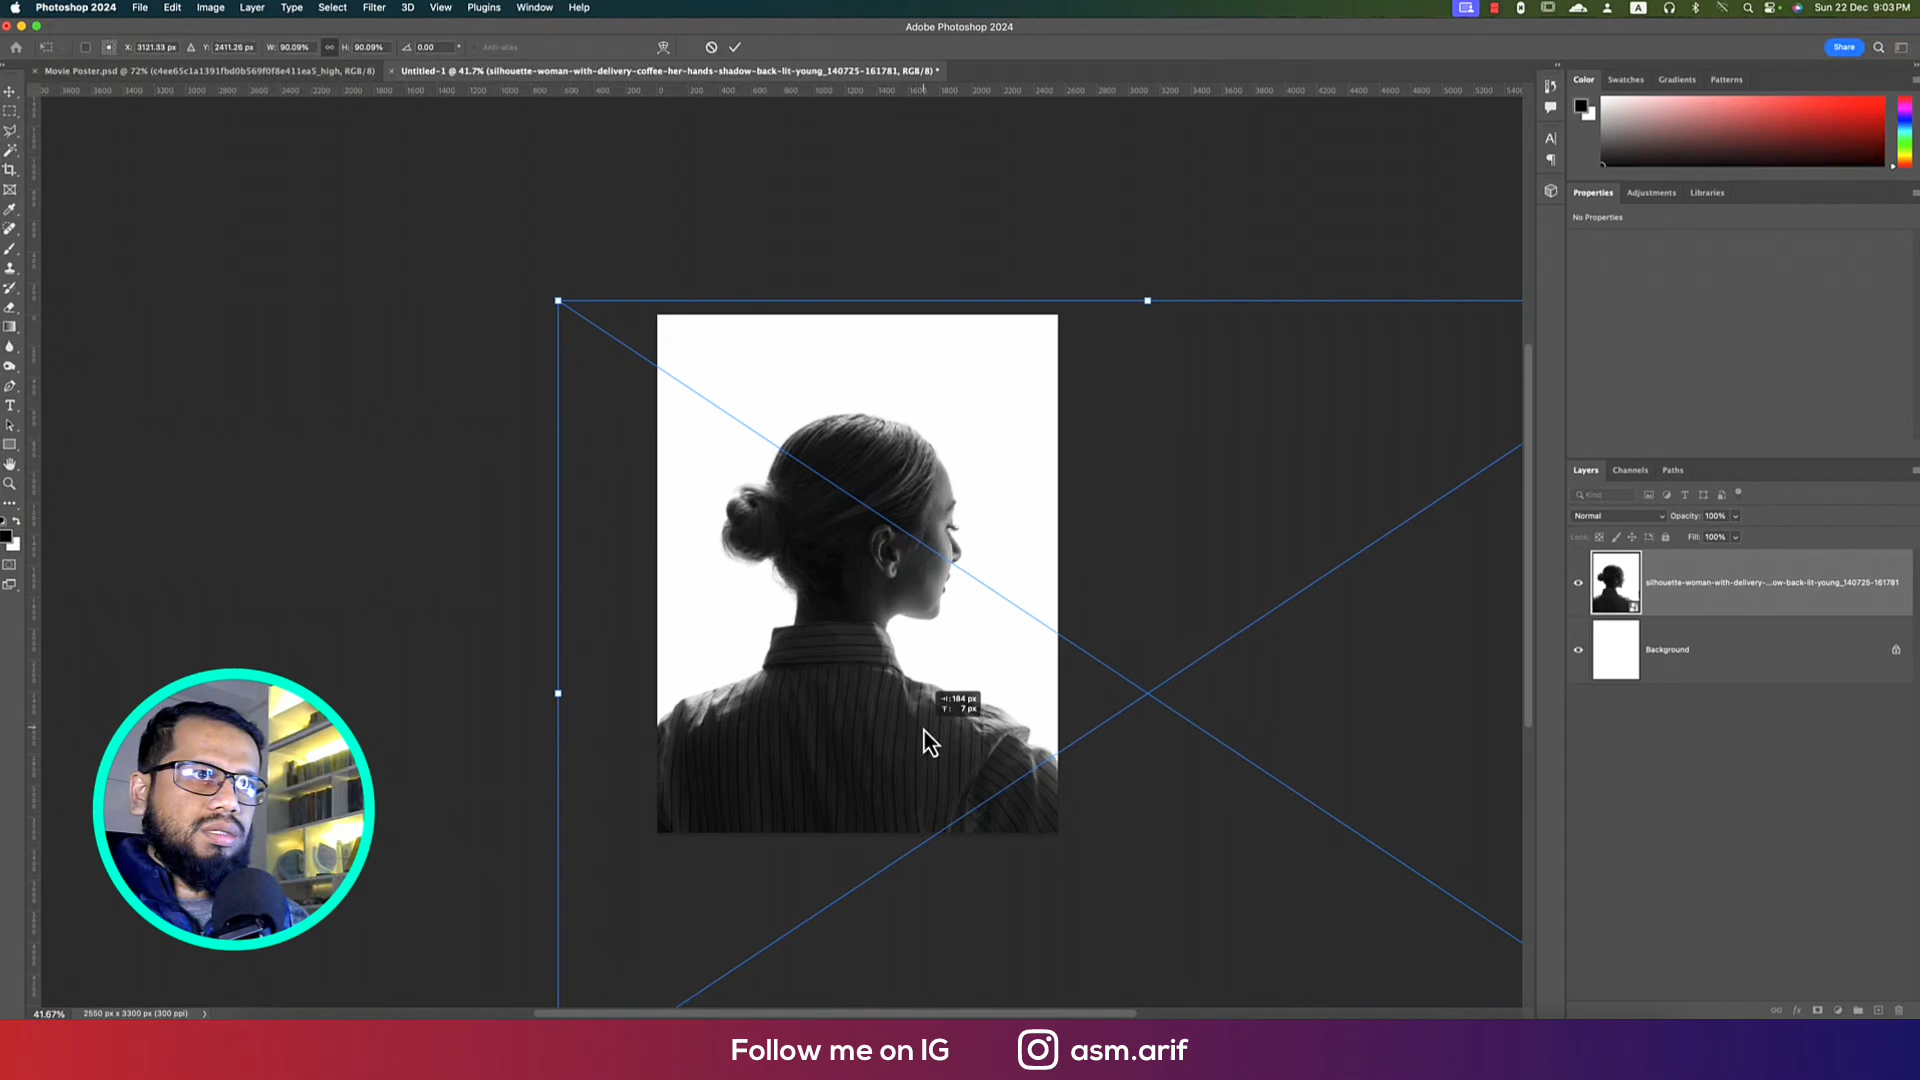 Photoshop 2024 File Edit Image Layer Type Select Filter 3D View Plugins Window Help Sun 22 Dec 9:03 PM
Adobe Photoshop 2024
X: 3121.33 px Y: 2411.26 px W: 90.09% H: 90.09% 0.00 ° Anti-alias Share
Movie Poster.psd @ 72% (c4ee65c1a1391fbd0b569f0f8e411ea5_high, RGB/8) Untitled-1 @ 41.7% (silhouette-woman-with-delivery-coffee-her-hands-shadow-back-lit-young_140725-161781, RGB/8) *
Color Swatches Gradients Patterns
Properties Adjustments Libraries
No Properties
Layers Channels Paths
Kind
Normal Opacity: 100%
Lock: Fill: 100%
silhouette-woman-with-delivery-...ow-back-lit-young_140725-161781
Background
184 px
7 px
41.67% 2550 px x 3300 px (300 ppi)
Follow me on IG asm.arif